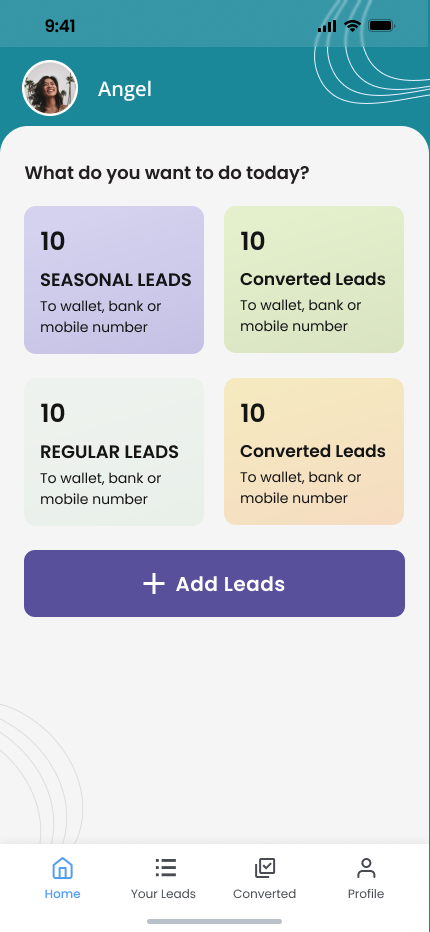 9:41
Angel
What do you want to do today?
10
SEASONAL LEADS
To wallet, bank or
mobile number
10
Converted Leads
To wallet, bank or
mobile number
10
REGULAR LEADS
To wallet, bank or
mobile number
10
Converted Leads
To wallet, bank or
mobile number
Add Leads
Home
Your Leads
Converted
Profile